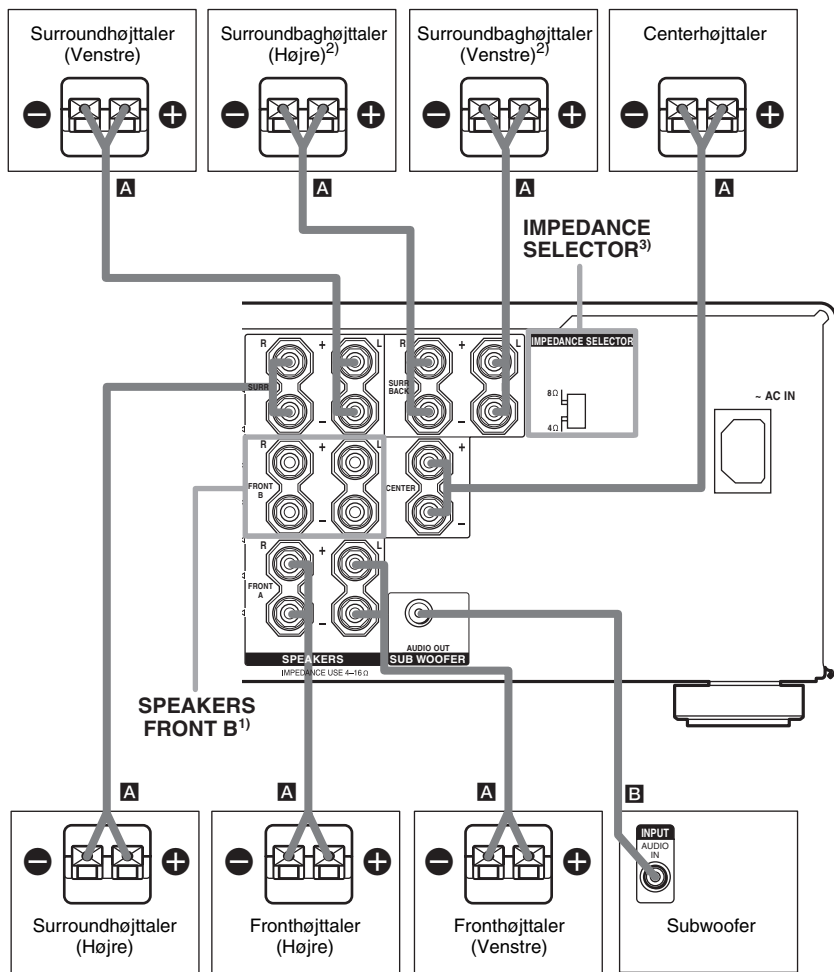 Surroundhøjttaler
(Venstre)
Surroundbaghøjttaler
(Højre)2)
Surroundbaghøjttaler
(Venstre)2)
Centerhøjttaler
A
A
A
A
IMPEDANCE
SELECTOR3)
R
+
L
SURR
–
R
+
L
SURR
BACK
–
IMPEDANCE SELECTOR
8Ω
4Ω
~ AC IN
R
L
FRONT
B
–
+
CENTER
–
R
+
L
FRONT
A
–
AUDIO OUT
SPEAKERS
SUB WOOFER
IMPEDANCE USE 4–16Ω
SPEAKERS
FRONT B1)
A
A
A
B
INPUT
AUDIO
IN
Surroundhøjttaler
(Højre)
Fronthøjttaler
(Højre)
Fronthøjttaler
(Venstre)
Subwoofer